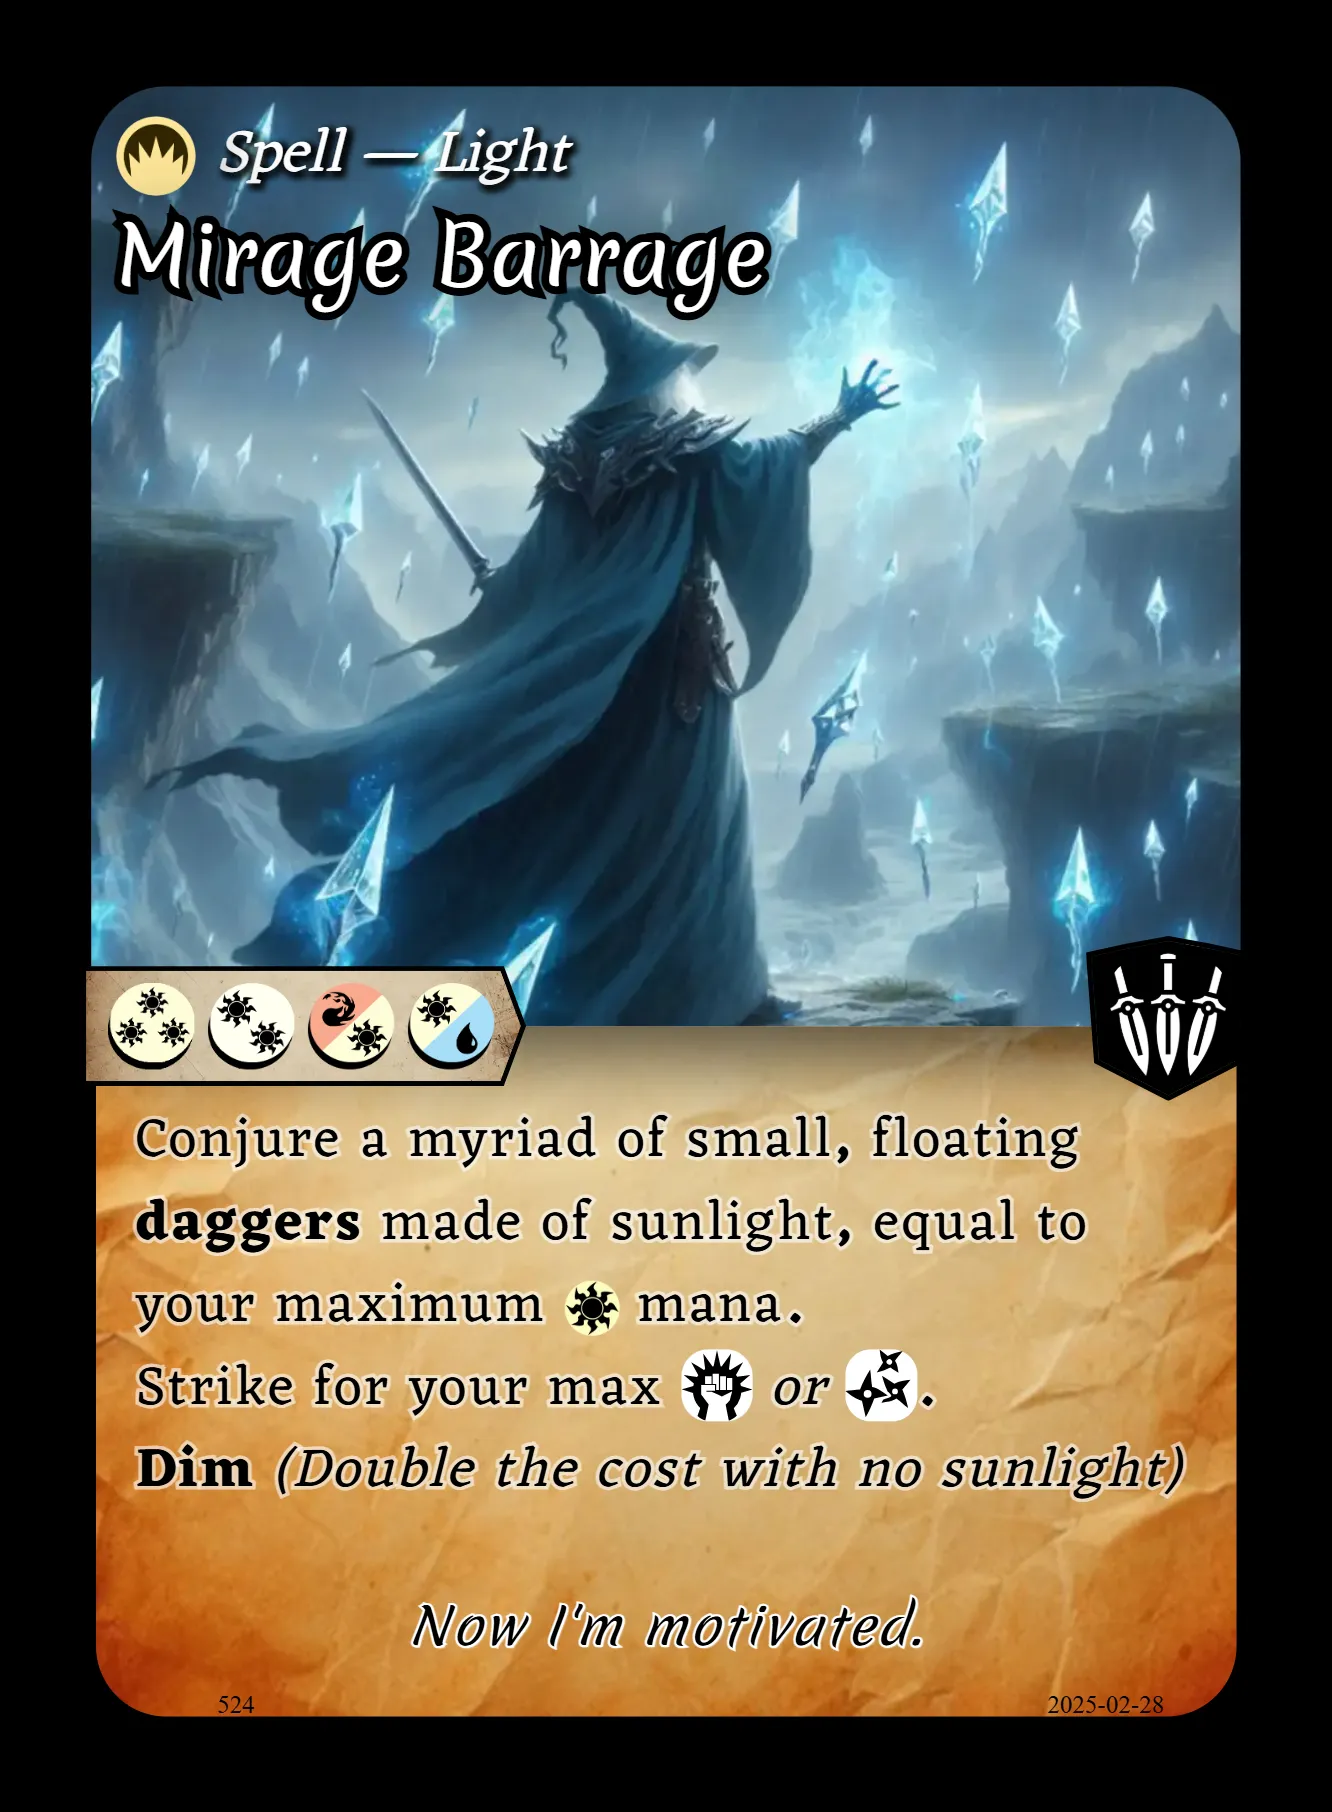 Spell — Light
Mirage Barrage
Conjure a myriad of small, floating
daggers made of sunlight, equal to
your maximum mana.
Strike for your max or .
Dim (Double the cost with no sunlight)
Now I'm motivated.
524
2025-02-28